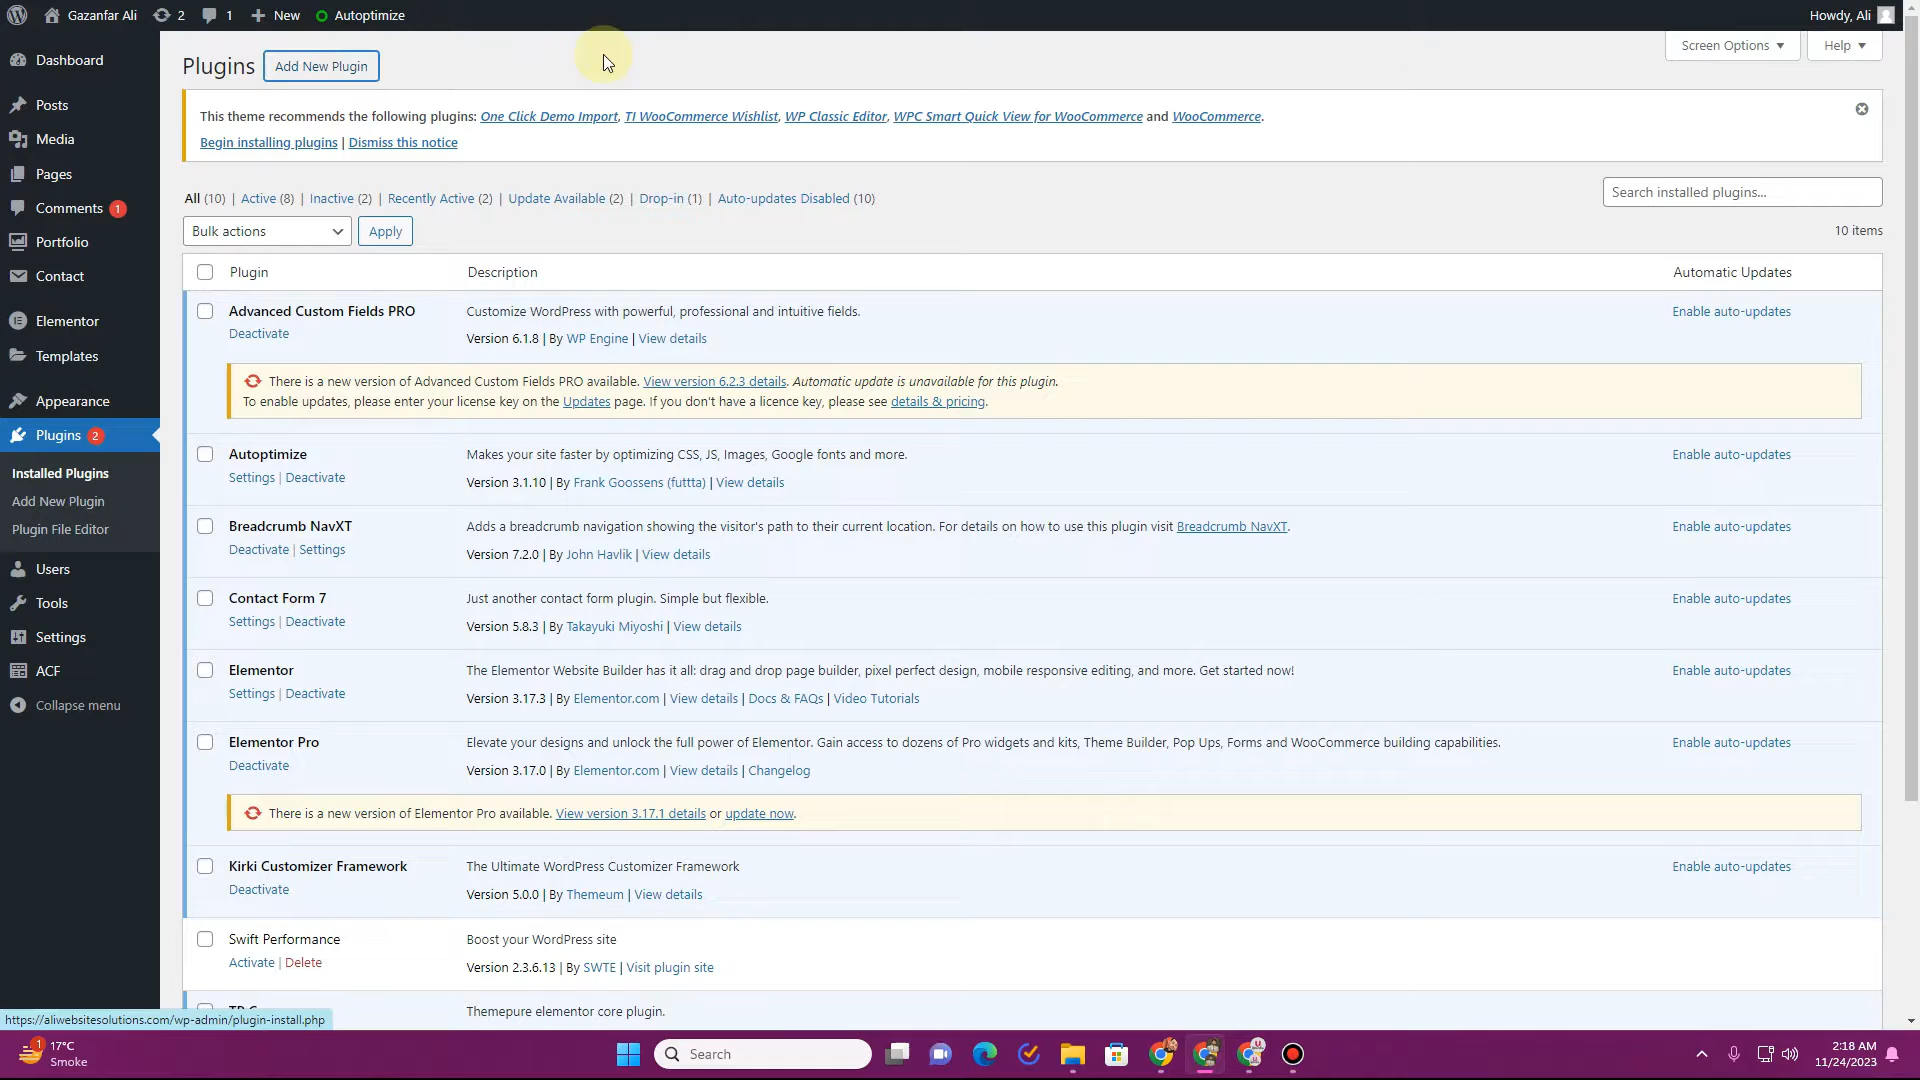 Gazanfar Ali 2 1 New Autoptimize Howdy, Ali
Screen Options Help
Dashboard
Posts
Media
Pages
Comments 1
Portfolio
Contact
Elementor
Templates
Appearance
Plugins 2
Installed Plugins
Add New Plugin
Plugin File Editor
Users
Tools
Settings
ACF
Collapse menu
Plugins Add New Plugin
This theme recommends the following plugins: One Click Demo Import, TI WooCommerce Wishlist, WP Classic Editor, WPC Smart Quick View for WooCommerce and WooCommerce.
Begin installing plugins | Dismiss this notice
All (10) | Active (8) | Inactive (2) | Recently Active (2) | Update Available (2) | Drop-in (1) | Auto-updates Disabled (10)
Search installed plugins...
Bulk actions Apply 10 items
Plugin Description Automatic Updates
Advanced Custom Fields PRO Customize WordPress with powerful, professional and intuitive fields. Enable auto-updates
Deactivate Version 6.1.8 | By WP Engine | View details
There is a new version of Advanced Custom Fields PRO available. View version 6.2.3 details. Automatic update is unavailable for this plugin.
To enable updates, please enter your license key on the Updates page. If you don't have a licence key, please see details & pricing.
Autoptimize Makes your site faster by optimizing CSS, JS, Images, Google fonts and more. Enable auto-updates
Settings | Deactivate Version 3.1.10 | By Frank Goossens (futtta) | View details
Breadcrumb NavXT Adds a breadcrumb navigation showing the visitor's path to their current location. For details on how to use this plugin visit Breadcrumb NavXT. Enable auto-updates
Deactivate | Settings Version 7.2.0 | By John Havlik | View details
Contact Form 7 Just another contact form plugin. Simple but flexible. Enable auto-updates
Settings | Deactivate Version 5.8.3 | By Takayuki Miyoshi | View details
Elementor The Elementor Website Builder has it all: drag and drop page builder, pixel perfect design, mobile responsive editing, and more. Get started now! Enable auto-updates
Settings | Deactivate Version 3.17.3 | By Elementor.com | View details | Docs & FAQs | Video Tutorials
Elementor Pro Elevate your designs and unlock the full power of Elementor. Gain access to dozens of Pro widgets and kits, Theme Builder, Pop Ups, Forms and WooCommerce building capabilities. Enable auto-updates
Deactivate Version 3.17.0 | By Elementor.com | View details | Changelog
There is a new version of Elementor Pro available. View version 3.17.1 details or update now.
Kirki Customizer Framework The Ultimate WordPress Customizer Framework Enable auto-updates
Deactivate Version 5.0.0 | By Themeum | View details
Swift Performance Boost your WordPress site
Activate | Delete Version 2.3.6.13 | By SWTE | Visit plugin site
Themepure elementor core plugin.
https://aliwebsitesolutions.com/wp-admin/plugin-install.php
1 17°C
Smoke
Search
2:18 AM
11/24/2023